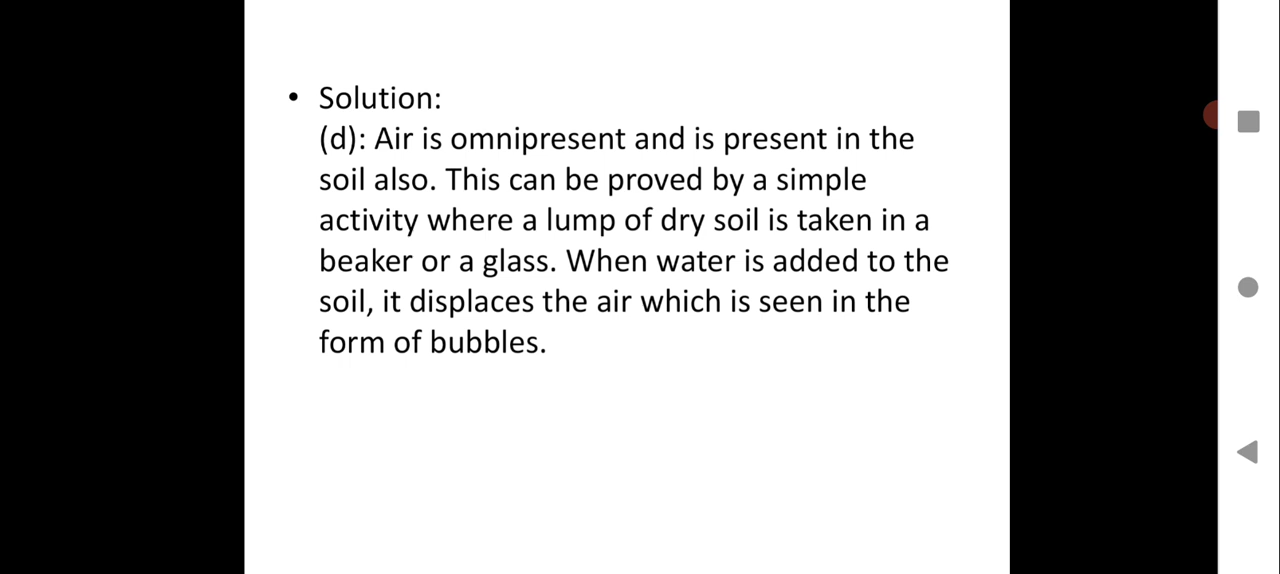 • Solution:
(d): Air is omnipresent and is present in the
soil also. This can be proved by a simple
activity where a lump of dry soil is taken in a
beaker or a glass. When water is added to the
soil, it displaces the air which is seen in the
form of bubbles.